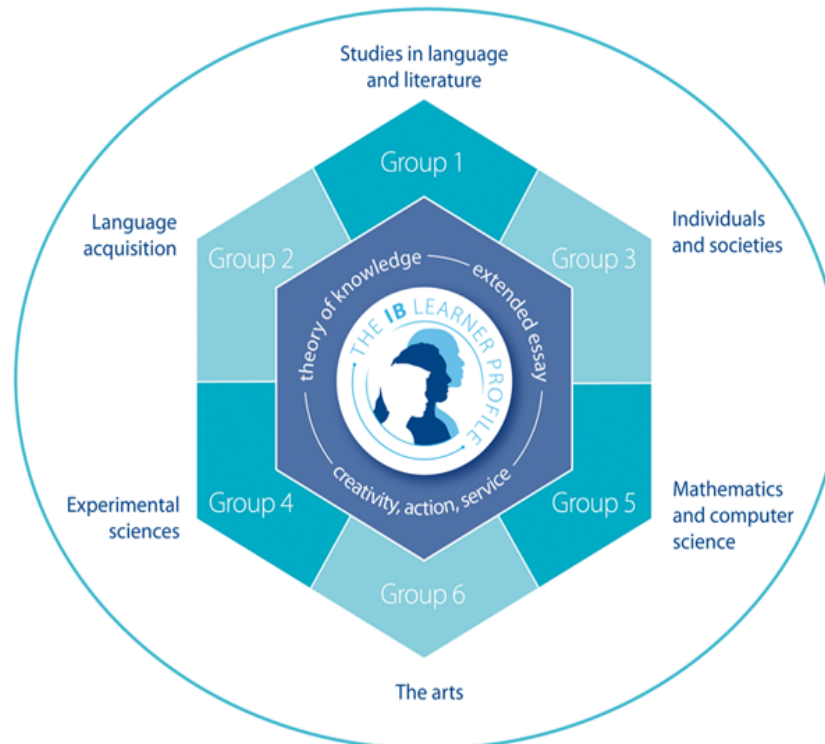 Studies in language
and literature
Group 1
Language
acquisition
Group 2
Individuals
and societies
Group 3
theory of knowledge
extended essay
THE IB LEARNER PROFILE
creativity, action, service
Experimental
sciences
Group 4
Mathematics
and computer
science
Group 5
Group 6
The arts